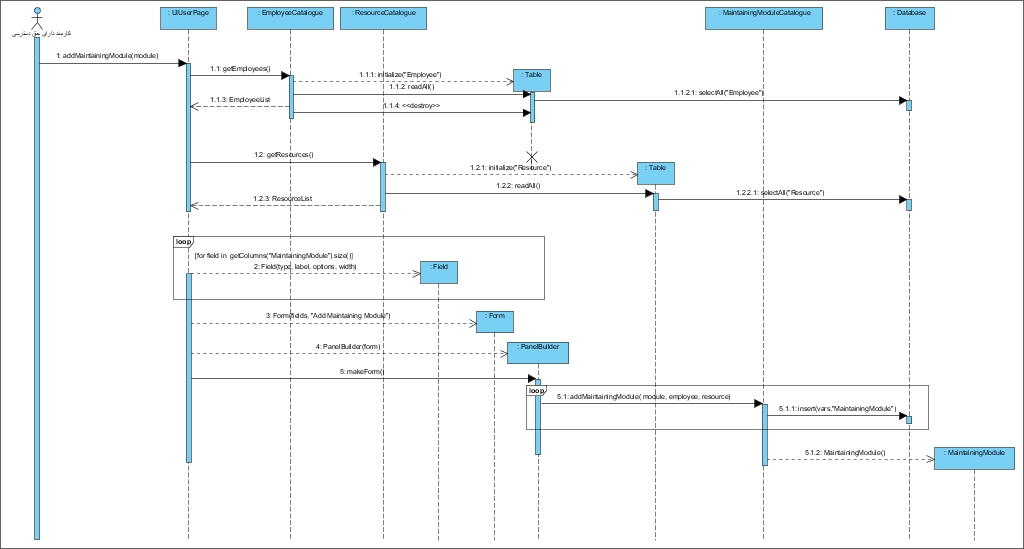 : UIUserPage
: EmployeeCatalogue
: ResourceCatalogue
: MaintainingModuleCatalogue
: Database
کارمند دارای حق دسترسی
1: addMaintainingModule(module)
1.1: getEmployees()
1.1.1: initialize("Employee")
: Table
1.1.2: readAll()
1.1.2.1: selectAll("Employee")
1.1.3: EmployeeList
1.1.4: <<destroy>>
1.2: getResources()
1.2.1: initialize("Resource")
: Table
1.2.2: readAll()
1.2.2.1: selectAll("Resource")
1.2.3: ResourceList
loop
[for field in getColumns("MaintainingModule").size()]
2: Field(type, label, options, width)
: Field
3: Form(fields, "Add Maintaining Module")
: Form
4: PanelBuilder(form)
: PanelBuilder
5: makeForm()
loop
5.1: addMaintainingModule( module, employee, resource)
5.1.1: insert(vars,"MaintainingModule")
5.1.2: MaintainingModule()
: MaintainingModule